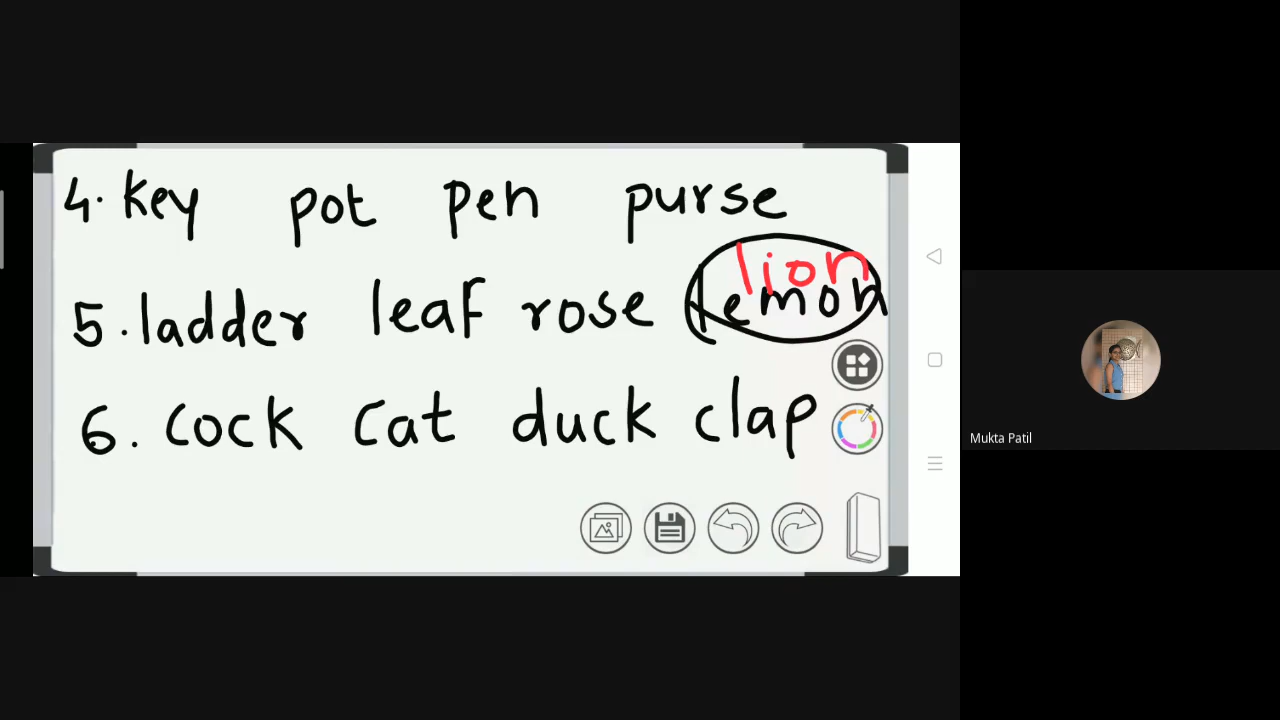 4. key pot pen purse
lion
5. ladder leaf rose lemon
6. cock cat duck clap
Mukta Patil